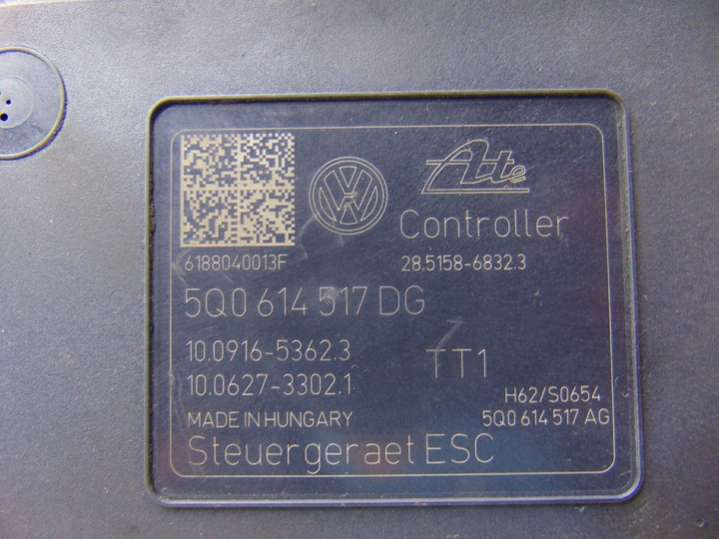 VW
Ate
Controller
6188040013F
28.5158-6832.3
5Q0 614 517 DG
10.0916-5362.3
TT1
10.0627-3302.1
H62/S0654
MADE IN HUNGARY
5Q0 614 517 AG
Steuergeraet ESC